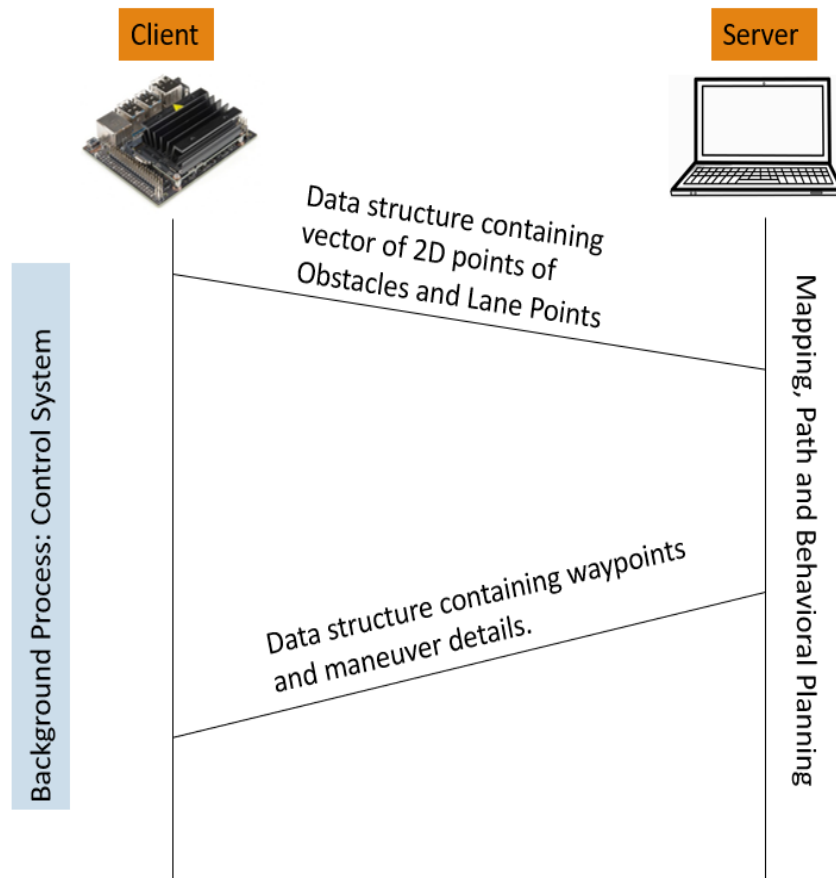 Client
Server
Data structure containing
vector of 2D points of
Obstacles and Lane Points
Background Process: Control System
Mapping, Path and Behavioral Planning
Data structure containing waypoints
and maneuver details.